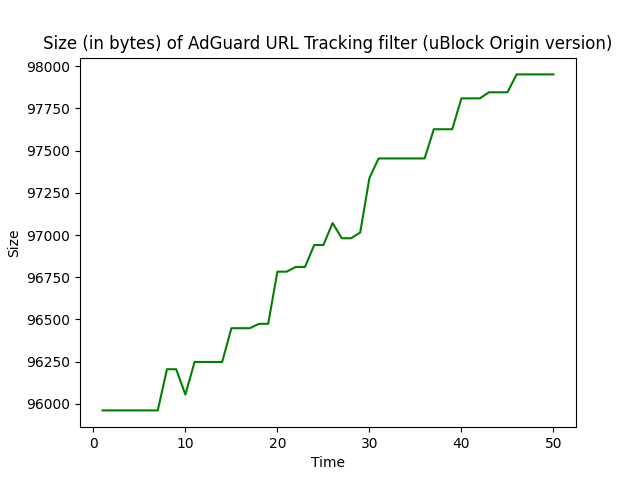 Size (in bytes) of AdGuard URL Tracking filter (uBlock Origin version)
98000
97750
97500
97250
97000
96750
96500
96250
96000
Size
0 10 20 30 40 50
Time